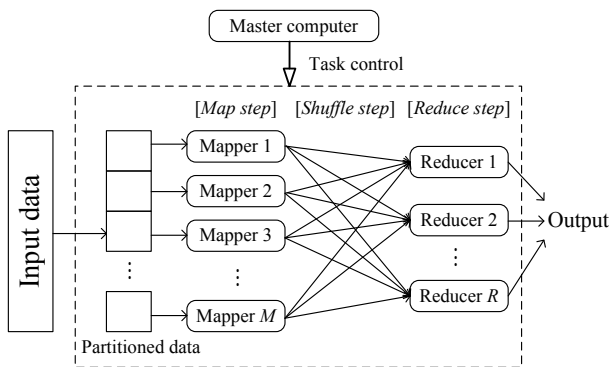 Master computer
Task control
[Map step] [Shuffle step] [Reduce step]
Input data
Mapper 1
Mapper 2
Mapper 3
Mapper M
Partitioned data
Reducer 1
Reducer 2
Reducer R
Output